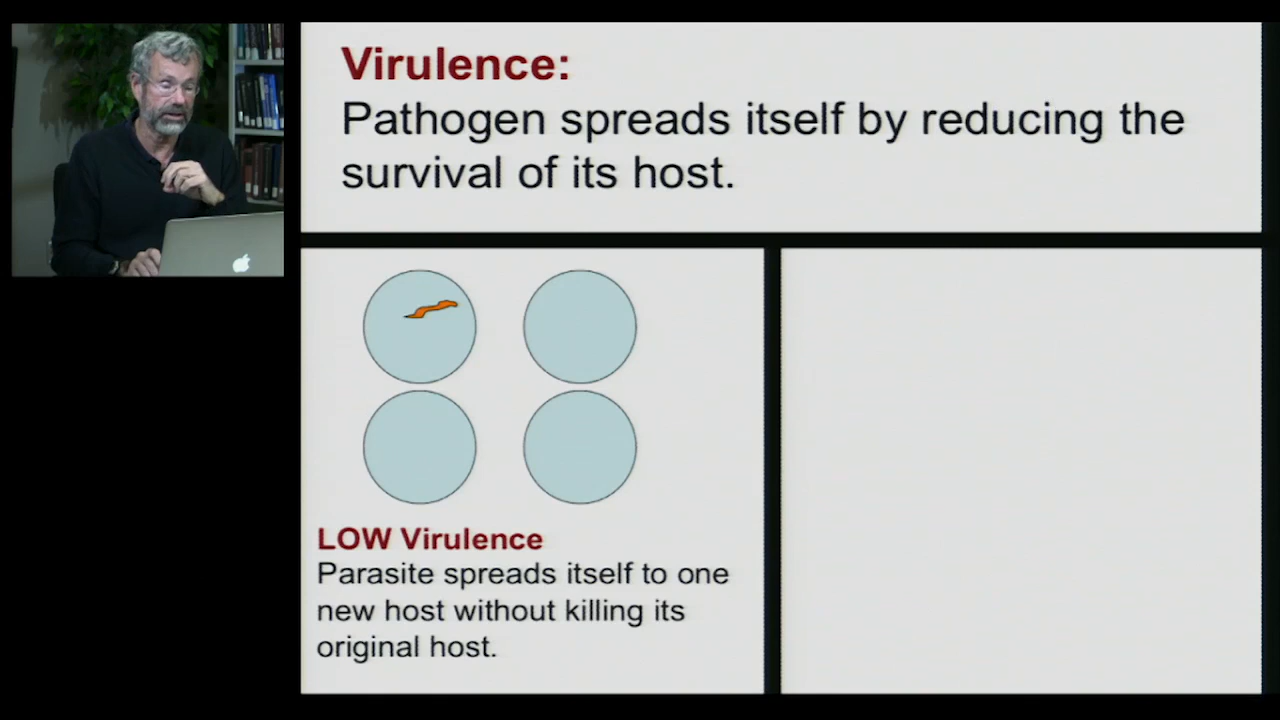 Virulence:
Pathogen spreads itself by reducing the
survival of its host.
LOW Virulence
Parasite spreads itself to one
new host without killing its
original host.